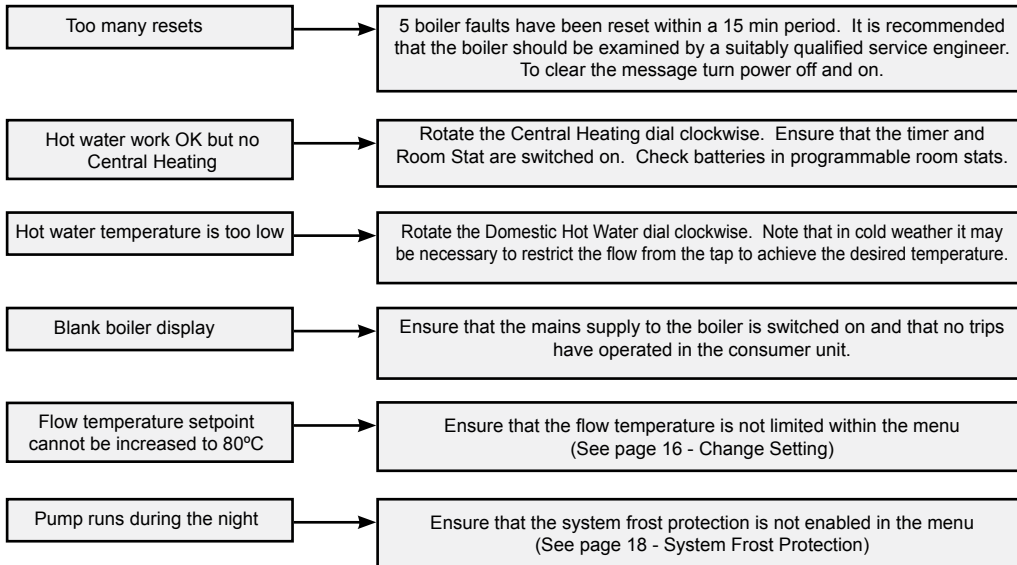 Too many resets
5 boiler faults have been reset within a 15 min period. It is recommended
that the boiler should be examined by a suitably qualified service engineer.
To clear the message turn power off and on.
Hot water work OK but no
Central Heating
Rotate the Central Heating dial clockwise. Ensure that the timer and
Room Stat are switched on. Check batteries in programmable room stats.
Hot water temperature is too low
Rotate the Domestic Hot Water dial clockwise. Note that in cold weather it may
be necessary to restrict the flow from the tap to achieve the desired temperature.
Blank boiler display
Ensure that the mains supply to the boiler is switched on and that no trips
have operated in the consumer unit.
Flow temperature setpoint
cannot be increased to 80ºC
Ensure that the flow temperature is not limited within the menu
(See page 16 - Change Setting)
Pump runs during the night
Ensure that the system frost protection is not enabled in the menu
(See page 18 - System Frost Protection)